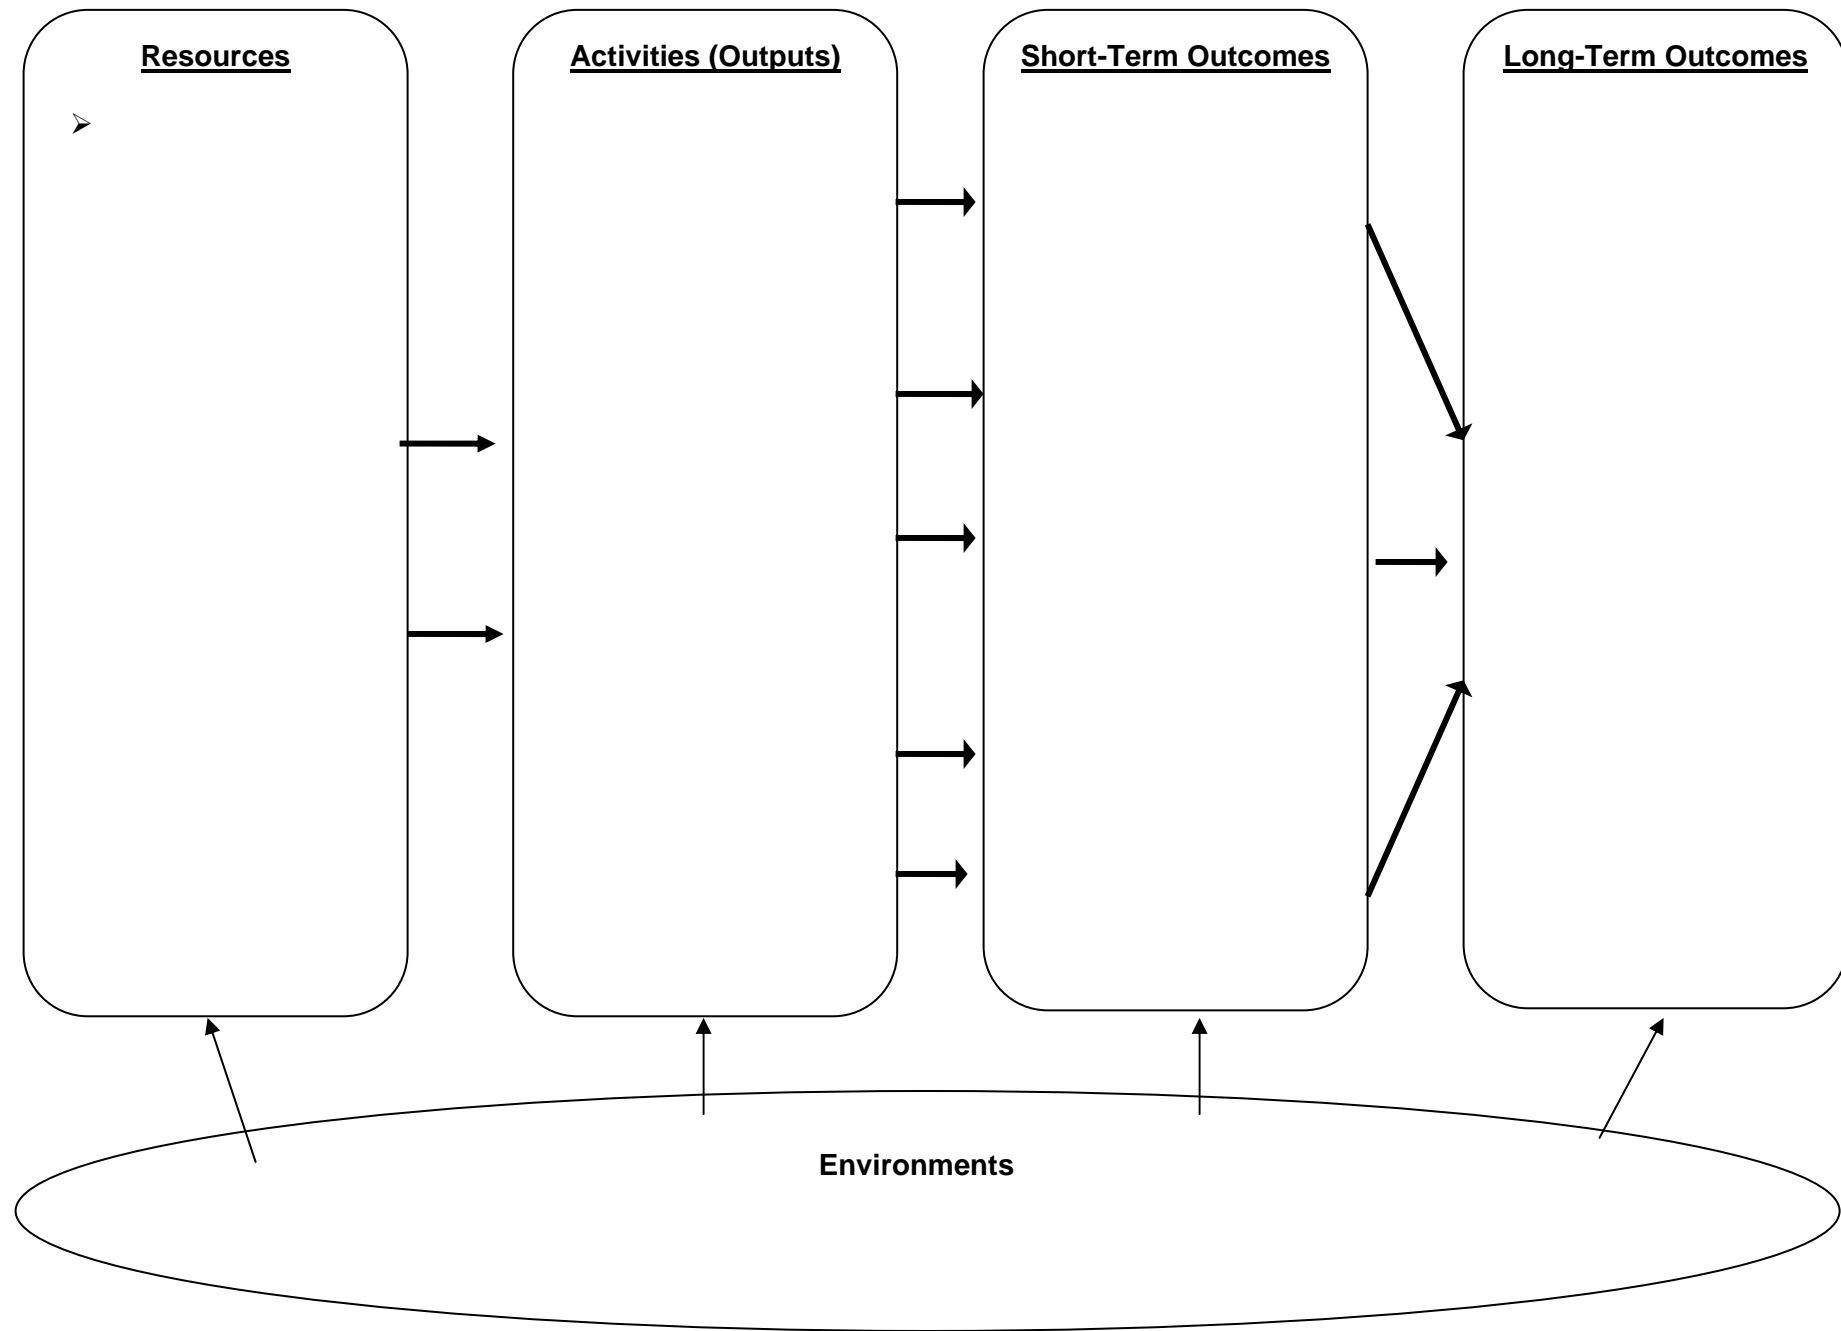 Resources
Activities (Outputs)
Short-Term Outcomes
Long-Term Outcomes
➢
Environments